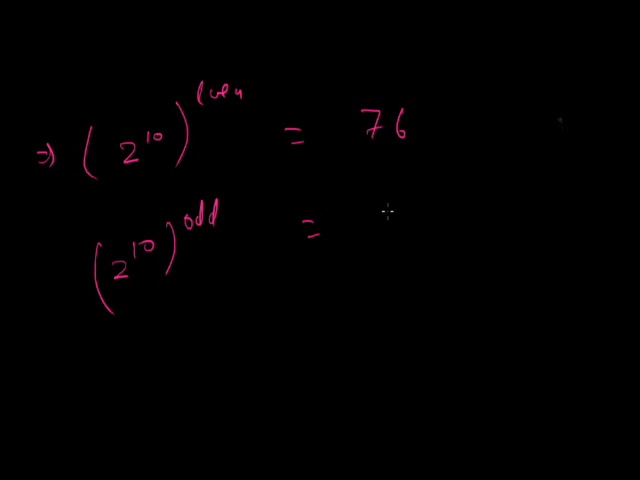 ⇒ (2^10)^even = 76
(2^10)^odd =